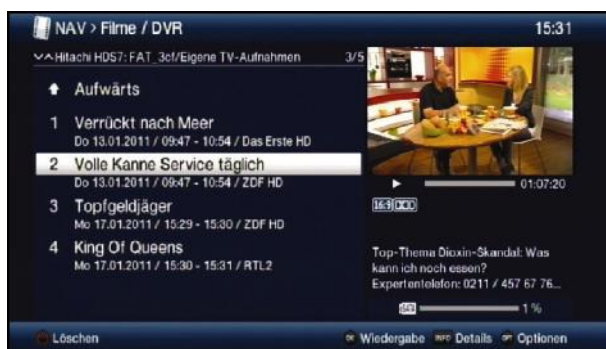 NAV > Filme / DVR
15:31
Hitachi HDS7: FAT_3cf/Eigene TV-Aufnahmen 3/5
Aufwärts
1 Verrückt nach Meer
Do 13.01.2011 / 09:47 - 10:54 / Das Erste HD
2 Volle Kanne Service täglich
Do 13.01.2011 / 09:47 - 10:54 / ZDF HD
3 Topfgeldjäger
Mo 17.01.2011 / 15:29 - 15:30 / ZDF HD
4 King Of Queens
Mo 17.01.2011 / 15:30 - 15:31 / RTL2
01:07:20
16:9
Top-Thema Dioxin-Skandal: Was
kann ich noch essen?
Expertentelefon: 0211 / 457 67 76...
1 %
Löschen
OK Wiedergabe INFO Details OPT Optionen